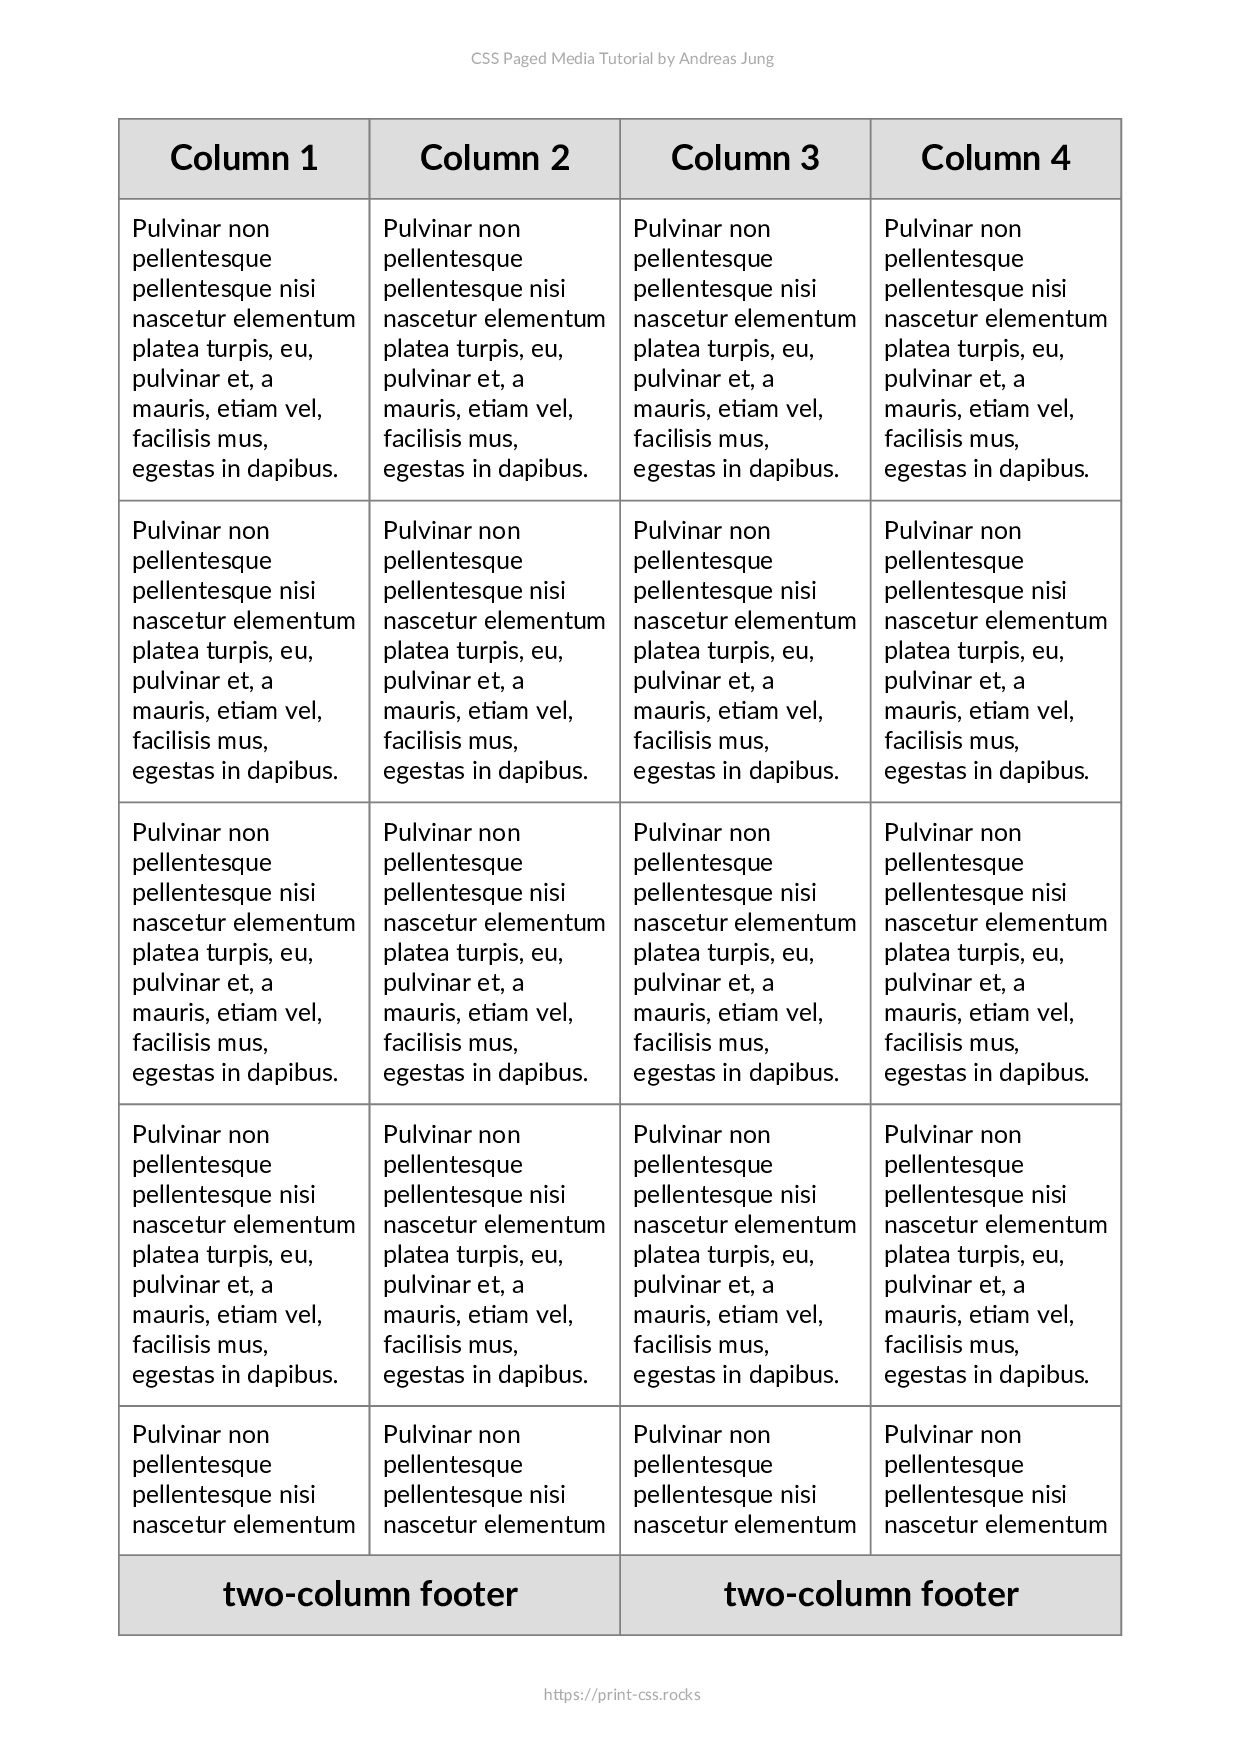 CSS Paged Media Tutorial by Andreas Jung
Column 1 Column 2 Column 3 Column 4
Pulvinar non Pulvinar non Pulvinar non Pulvinar non
pellentesque pellentesque pellentesque pellentesque
pellentesque nisi pellentesque nisi pellentesque nisi pellentesque nisi
nascetur elementum nascetur elementum nascetur elementum nascetur elementum
platea turpis, eu, platea turpis, eu, platea turpis, eu, platea turpis, eu,
pulvinar et, a pulvinar et, a pulvinar et, a pulvinar et, a
mauris, etiam vel, mauris, etiam vel, mauris, etiam vel, mauris, etiam vel,
facilisis mus, facilisis mus, facilisis mus, facilisis mus,
egestas in dapibus. egestas in dapibus. egestas in dapibus. egestas in dapibus.
Pulvinar non Pulvinar non Pulvinar non Pulvinar non
pellentesque pellentesque pellentesque pellentesque
pellentesque nisi pellentesque nisi pellentesque nisi pellentesque nisi
nascetur elementum nascetur elementum nascetur elementum nascetur elementum
platea turpis, eu, platea turpis, eu, platea turpis, eu, platea turpis, eu,
pulvinar et, a pulvinar et, a pulvinar et, a pulvinar et, a
mauris, etiam vel, mauris, etiam vel, mauris, etiam vel, mauris, etiam vel,
facilisis mus, facilisis mus, facilisis mus, facilisis mus,
egestas in dapibus. egestas in dapibus. egestas in dapibus. egestas in dapibus.
Pulvinar non Pulvinar non Pulvinar non Pulvinar non
pellentesque pellentesque pellentesque pellentesque
pellentesque nisi pellentesque nisi pellentesque nisi pellentesque nisi
nascetur elementum nascetur elementum nascetur elementum nascetur elementum
platea turpis, eu, platea turpis, eu, platea turpis, eu, platea turpis, eu,
pulvinar et, a pulvinar et, a pulvinar et, a pulvinar et, a
mauris, etiam vel, mauris, etiam vel, mauris, etiam vel, mauris, etiam vel,
facilisis mus, facilisis mus, facilisis mus, facilisis mus,
egestas in dapibus. egestas in dapibus. egestas in dapibus. egestas in dapibus.
Pulvinar non Pulvinar non Pulvinar non Pulvinar non
pellentesque pellentesque pellentesque pellentesque
pellentesque nisi pellentesque nisi pellentesque nisi pellentesque nisi
nascetur elementum nascetur elementum nascetur elementum nascetur elementum
platea turpis, eu, platea turpis, eu, platea turpis, eu, platea turpis, eu,
pulvinar et, a pulvinar et, a pulvinar et, a pulvinar et, a
mauris, etiam vel, mauris, etiam vel, mauris, etiam vel, mauris, etiam vel,
facilisis mus, facilisis mus, facilisis mus, facilisis mus,
egestas in dapibus. egestas in dapibus. egestas in dapibus. egestas in dapibus.
Pulvinar non Pulvinar non Pulvinar non Pulvinar non
pellentesque pellentesque pellentesque pellentesque
pellentesque nisi pellentesque nisi pellentesque nisi pellentesque nisi
nascetur elementum nascetur elementum nascetur elementum nascetur elementum
two-column footer two-column footer
https://print-css.rocks